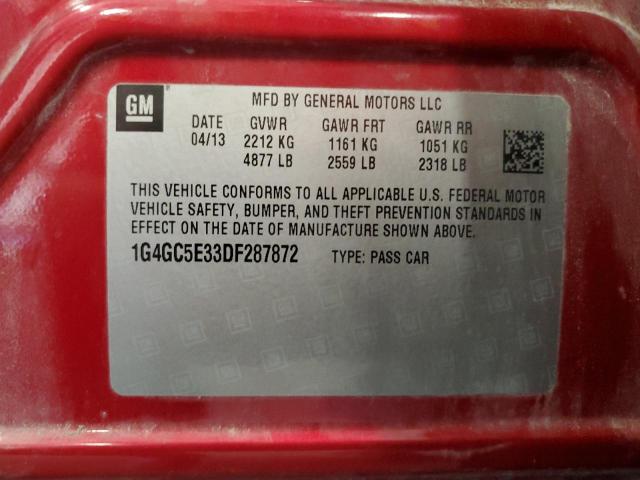 GM
MFD BY GENERAL MOTORS LLC
DATE GVWR GAWR FRT GAWR RR
04/13 2212 KG 1161 KG 1051 KG
4877 LB 2559 LB 2318 LB
THIS VEHICLE CONFORMS TO ALL APPLICABLE U.S. FEDERAL MOTOR
VEHICLE SAFETY, BUMPER, AND THEFT PREVENTION STANDARDS IN
EFFECT ON THE DATE OF MANUFACTURE SHOWN ABOVE.
1G4GC5E33DF287872 TYPE: PASS CAR